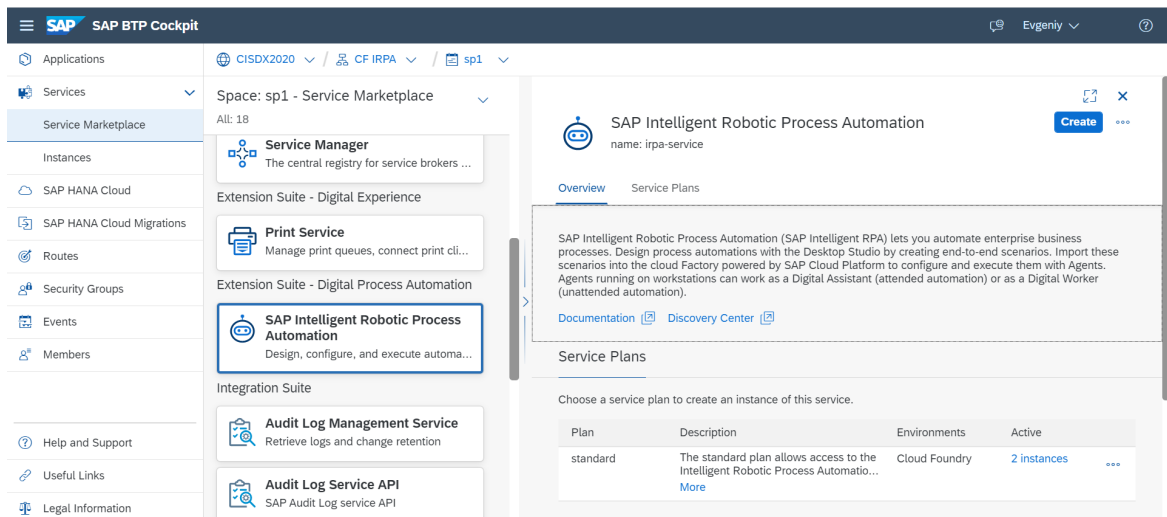 SAP SAP BTP Cockpit
Evgeniy
Applications
Services
Service Marketplace
Instances
SAP HANA Cloud
SAP HANA Cloud Migrations
Routes
Security Groups
Events
Members
Help and Support
Useful Links
Legal Information
CISDX2020 / CF IRPA / sp1
Space: sp1 - Service Marketplace
All: 18
Service Manager
The central registry for service brokers ...
Extension Suite - Digital Experience
Print Service
Manage print queues, connect print cli...
Extension Suite - Digital Process Automation
SAP Intelligent Robotic Process
Automation
Design, configure, and execute automa...
Integration Suite
Audit Log Management Service
Retrieve logs and change retention
Audit Log Service API
SAP Audit Log service API
SAP Intelligent Robotic Process Automation
name: irpa-service
Create
Overview Service Plans
SAP Intelligent Robotic Process Automation (SAP Intelligent RPA) lets you automate enterprise business
processes. Design process automations with the Desktop Studio by creating end-to-end scenarios. Import these
scenarios into the cloud Factory powered by SAP Cloud Platform to configure and execute them with Agents.
Agents running on workstations can work as a Digital Assistant (attended automation) or as a Digital Worker
(unattended automation).
Documentation Discovery Center
Service Plans
Choose a service plan to create an instance of this service.
Plan Description Environments Active
standard The standard plan allows access to the Cloud Foundry 2 instances
Intelligent Robotic Process Automatio...
More